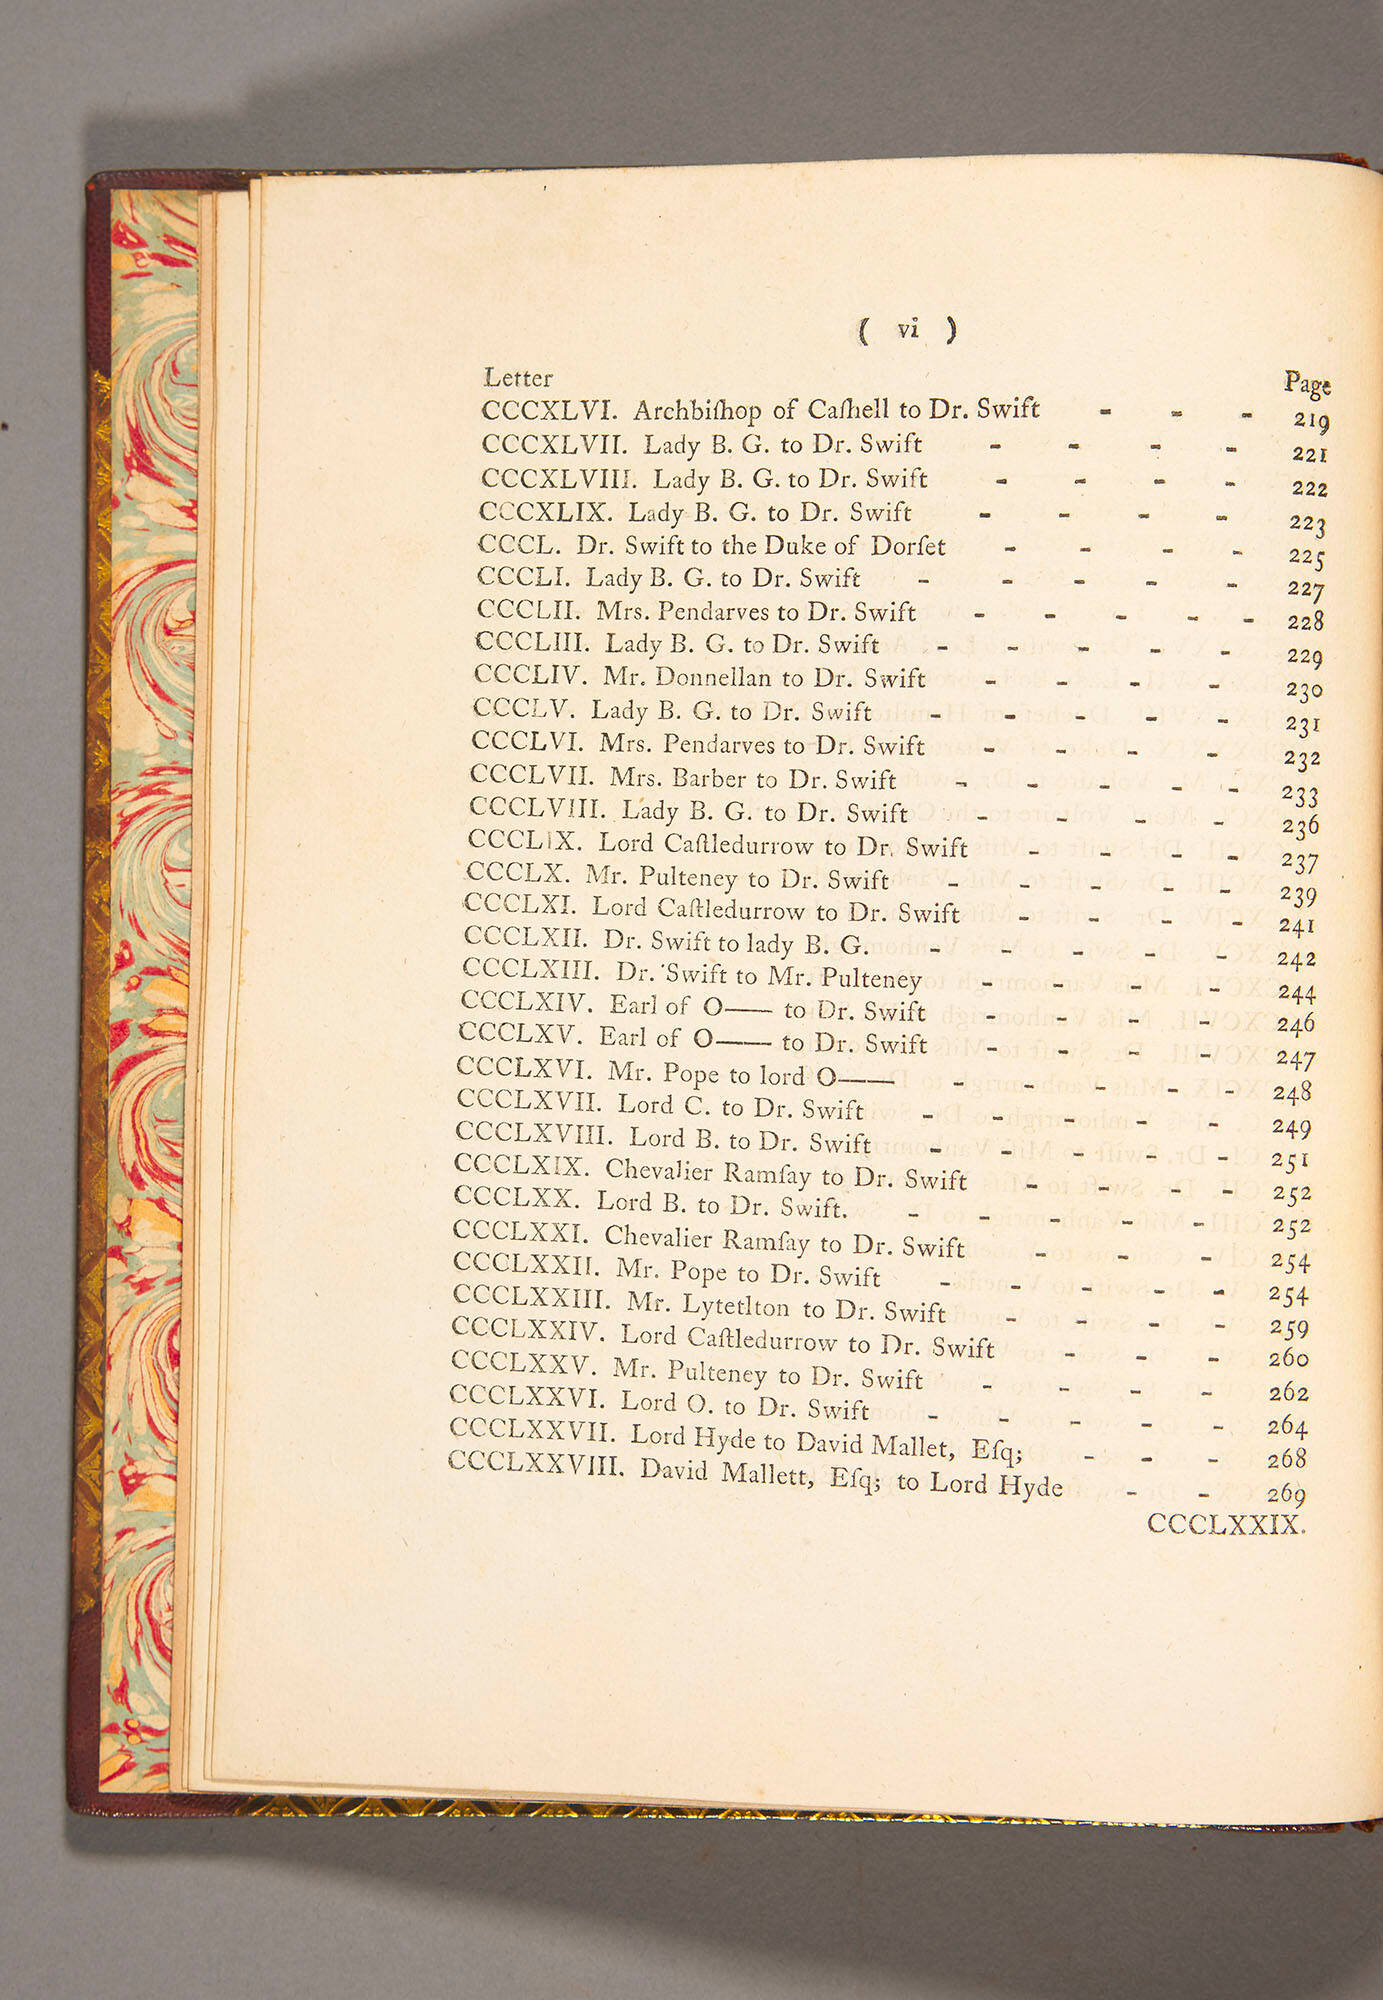 ( vi )
Letter Page
CCCXLVI. Archbiſhop of Caſhell to Dr. Swift - - - 219
CCCXLVII. Lady B. G. to Dr. Swift - - - - 221
CCCXLVIII. Lady B. G. to Dr. Swift - - - - 222
CCCXLIX. Lady B. G. to Dr. Swift - - - - 223
CCCL. Dr. Swift to the Duke of Dorſet - - - - 225
CCCLI. Lady B. G. to Dr. Swift - - - - - 227
CCCLII. Mrs. Pendarves to Dr. Swift - - - - - 228
CCCLIII. Lady B. G. to Dr. Swift - - - - - 229
CCCLIV. Mr. Donnellan to Dr. Swift - - - - 230
CCCLV. Lady B. G. to Dr. Swift - - - - - 231
CCCLVI. Mrs. Pendarves to Dr. Swift - - - - 232
CCCLVII. Mrs. Barber to Dr. Swift - - - - - 233
CCCLVIII. Lady B. G. to Dr. Swift - - - - 236
CCCLIX. Lord Caſtledurrow to Dr. Swift - - - - 237
CCCLX. Mr. Pulteney to Dr. Swift - - - - - 239
CCCLXI. Lord Caſtledurrow to Dr. Swift - - - - 241
CCCLXII. Dr. Swift to lady B. G. - - - - - 242
CCCLXIII. Dr. Swift to Mr. Pulteney - - - - 244
CCCLXIV. Earl of O—— to Dr. Swift - - - - 246
CCCLXV. Earl of O—— to Dr. Swift - - - - 247
CCCLXVI. Mr. Pope to lord O—— - - - - - 248
CCCLXVII. Lord C. to Dr. Swift - - - - - 249
CCCLXVIII. Lord B. to Dr. Swift - - - - - 251
CCCLXIX. Chevalier Ramſay to Dr. Swift - - - - 252
CCCLXX. Lord B. to Dr. Swift. - - - - - 252
CCCLXXI. Chevalier Ramſay to Dr. Swift - - - 254
CCCLXXII. Mr. Pope to Dr. Swift - - - - - 254
CCCLXXIII. Mr. Lytetlton to Dr. Swift - - - - 259
CCCLXXIV. Lord Caſtledurrow to Dr. Swift - - - 260
CCCLXXV. Mr. Pulteney to Dr. Swift - - - - 262
CCCLXXVI. Lord O. to Dr. Swift - - - - - 264
CCCLXXVII. Lord Hyde to David Mallet, Eſq; - - - 268
CCCLXXVIII. David Mallett, Eſq; to Lord Hyde - - 269
CCCLXXIX.